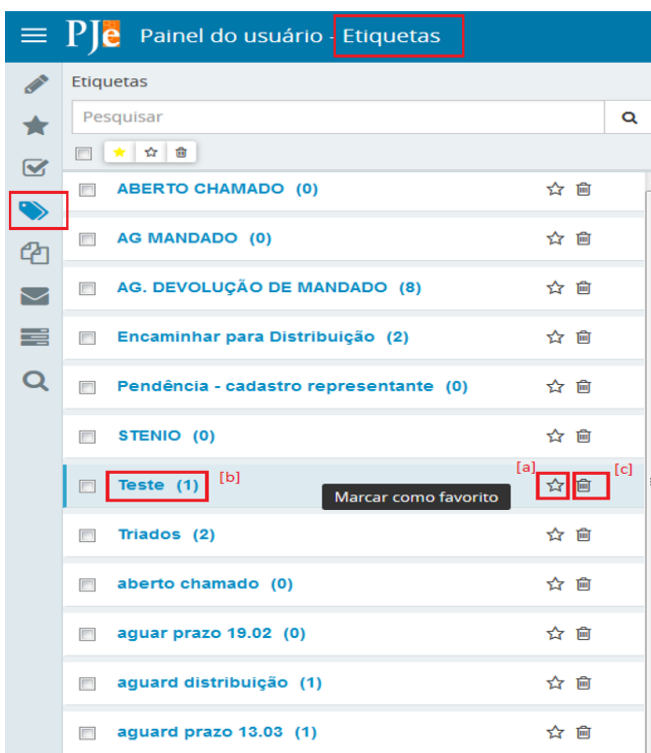 PJe Painel do usuário - Etiquetas
Etiquetas
Pesquisar
ABERTO CHAMADO (0)
AG MANDADO (0)
AG. DEVOLUÇÃO DE MANDADO (8)
Encaminhar para Distribuição (2)
Pendência - cadastro representante (0)
STENIO (0)
Teste (1) [b] [a] [c]
Marcar como favorito
Triados (2)
aberto chamado (0)
aguar prazo 19.02 (0)
aguard distribuição (1)
aguard prazo 13.03 (1)